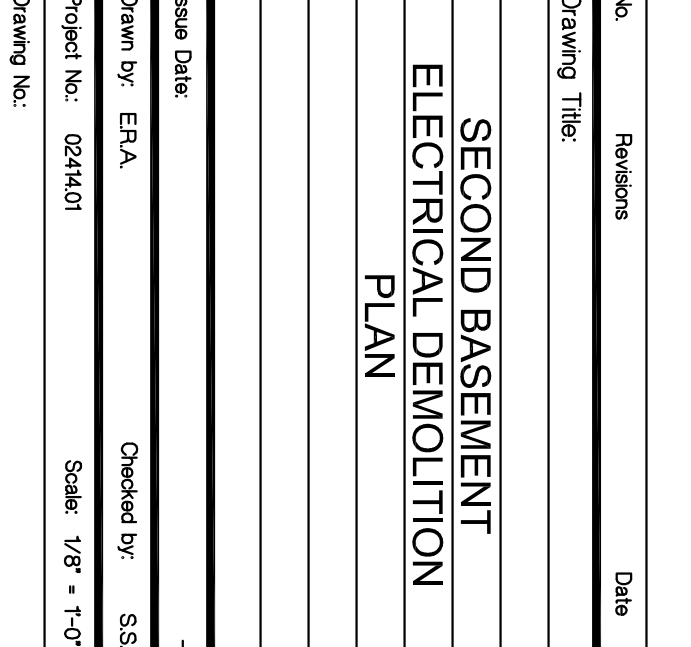 No. Revisions Date
Drawing Title:
SECOND BASEMENT
ELECTRICAL DEMOLITION
PLAN
Issue Date: -
Drawn by: E.R.A. Checked by: S.S.
Project No.: 02414.01 Scale: 1/8" = 1'-0"
Drawing No.: